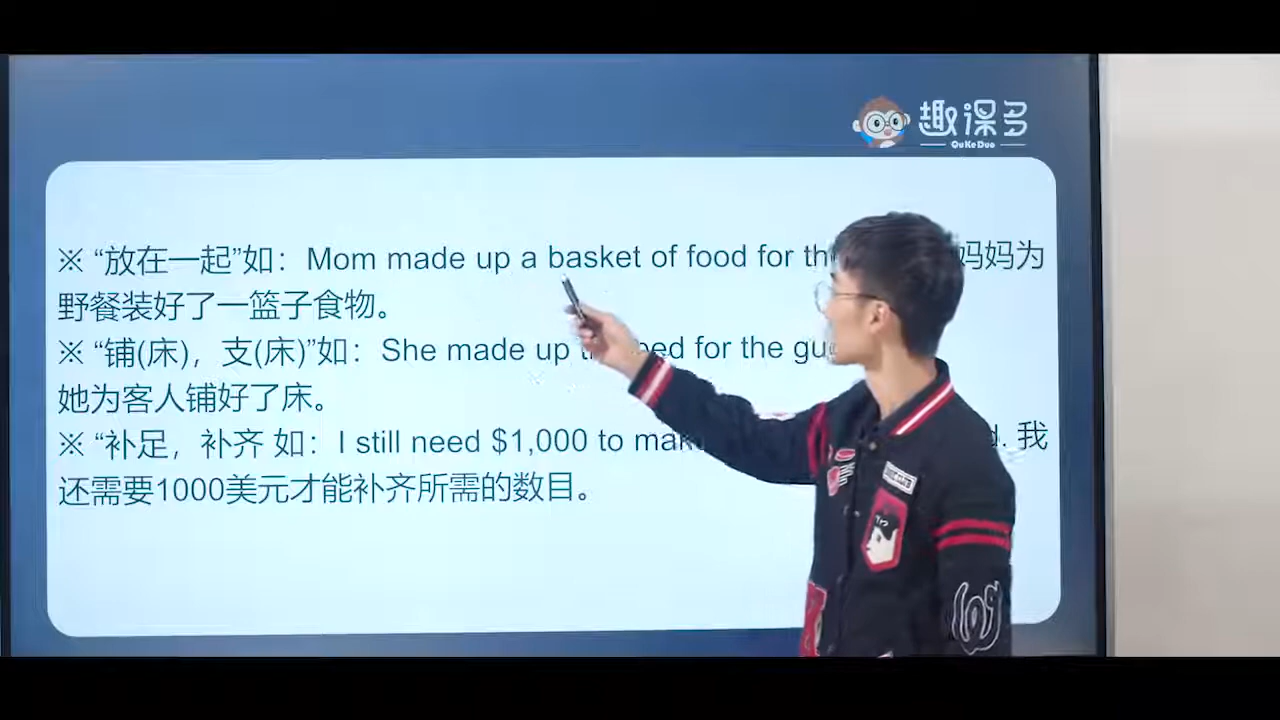 趣课多
QuKeDuo
※ “放在一起”如：Mom made up a basket of food for 妈妈为
野餐装好了一篮子食物。
※ “铺(床)，支(床)”如：She made up for the
她为客人铺好了床。
※ “补足，补齐 如：I still need $1,000 to 我
还需要1000美元才能补齐所需的数目。